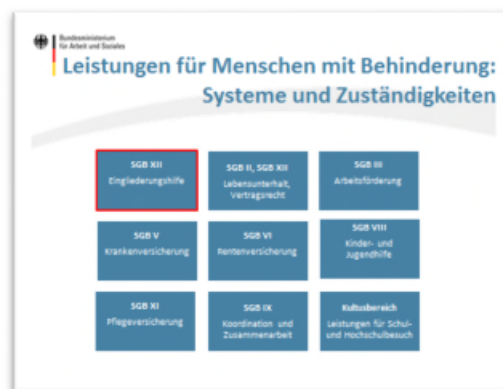 Bundesministerium
für Arbeit und Soziales
Leistungen für Menschen mit Behinderung:
Systeme und Zuständigkeiten
SGB XII
Eingliederungshilfe
SGB II, SGB XII
Lebensunterhalt,
Vertragsrecht
SGB III
Arbeitsförderung
SGB V
Krankenversicherung
SGB VI
Rentenversicherung
SGB VIII
Kinder- und
Jugendhilfe
SGB XI
Pflegeversicherung
SGB IX
Koordination und
Zusammenarbeit
Kultusbereich
Leistungen für Schul-
und Hochschulbesuch